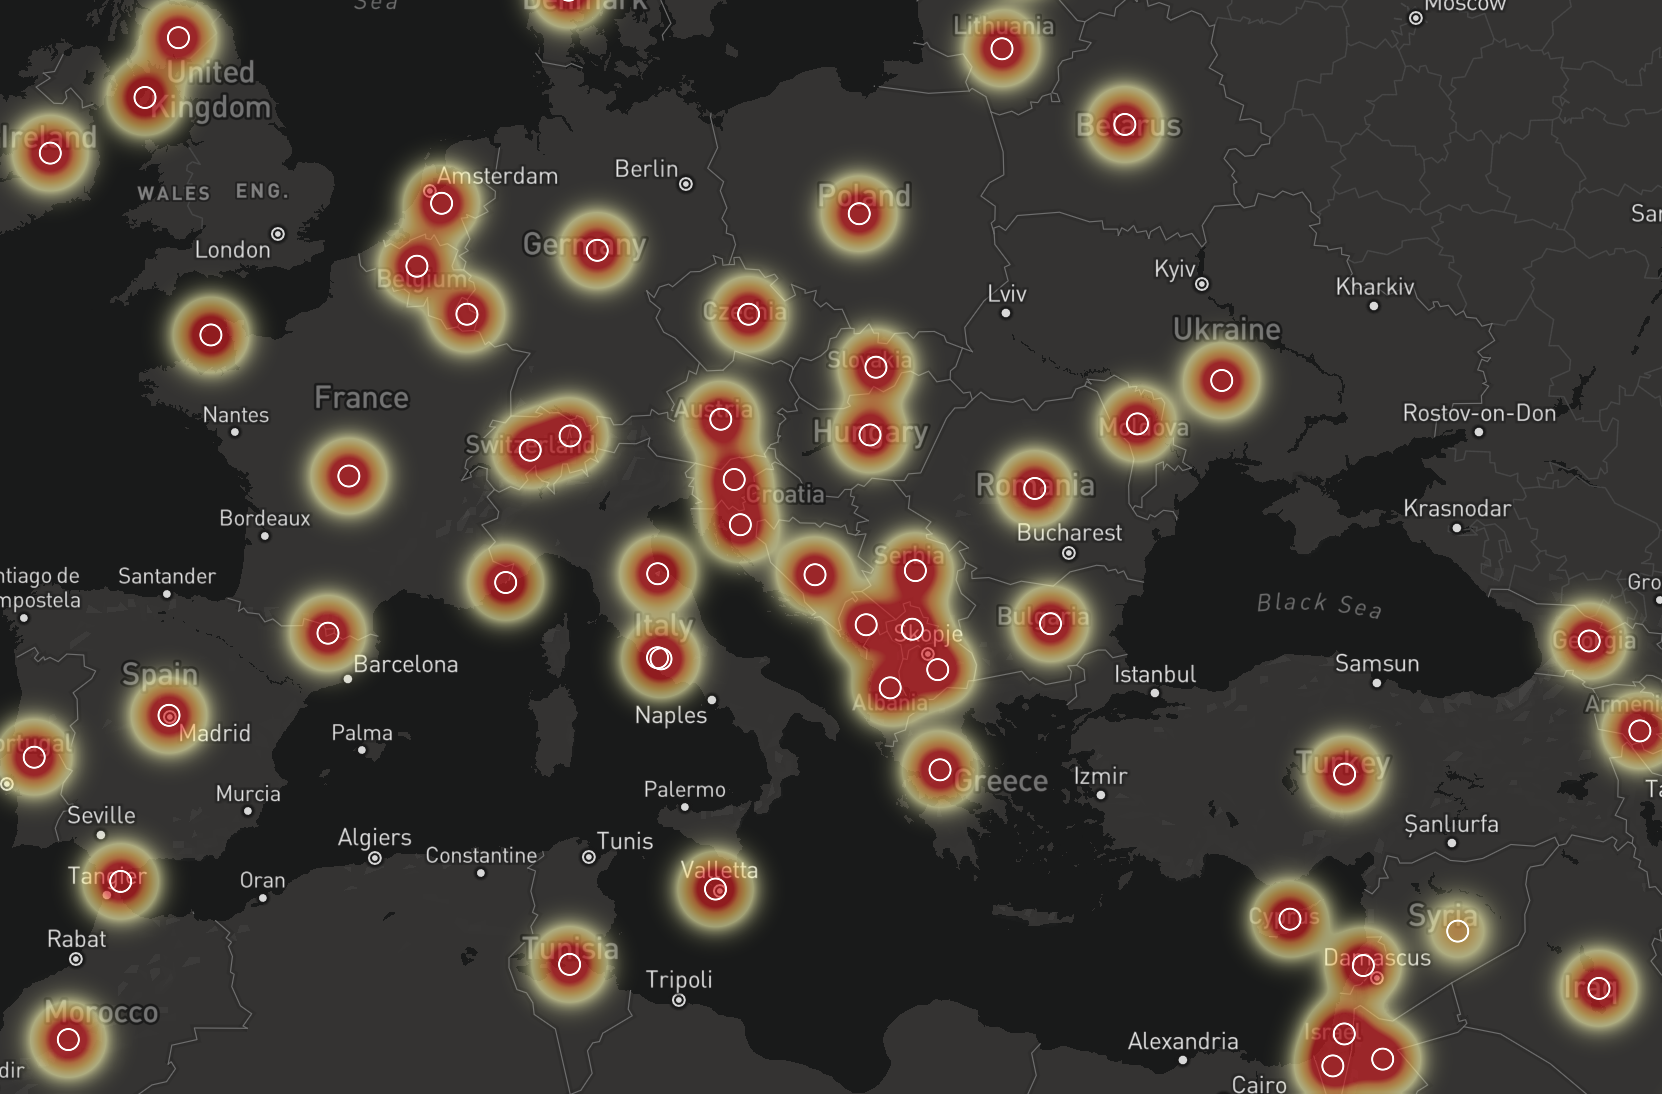 Sea
Denmark
Moscow
Lithuania
United
Kingdom
Ireland
Belarus
WALES
ENG.
Amsterdam
Berlin
Poland
London
Germany
Belgium
Kyiv
Lviv
Kharkiv
Czechia
Ukraine
Slovakia
France
Nantes
Austria
Switzerland
Hungary
Moldova
Rostov-on-Don
Croatia
Romania
Bordeaux
Bucharest
Krasnodar
Serbia
ntiago de
mpostela
Santander
Gro
Black Sea
Bulgaria
Italy
Skopje
Georgia
Barcelona
Spain
Istanbul
Samsun
Naples
Albania
Armeni
Madrid
Palma
ortugal
Greece
Izmir
Turkey
Palermo
Murcia
Ta
Seville
Şanlıurfa
Algiers
Tunis
Constantine
Valletta
Tangier
Oran
Cyprus
Syria
Rabat
Tunisia
Damascus
Tripoli
Iraq
Morocco
Israel
Alexandria
dir
Cairo